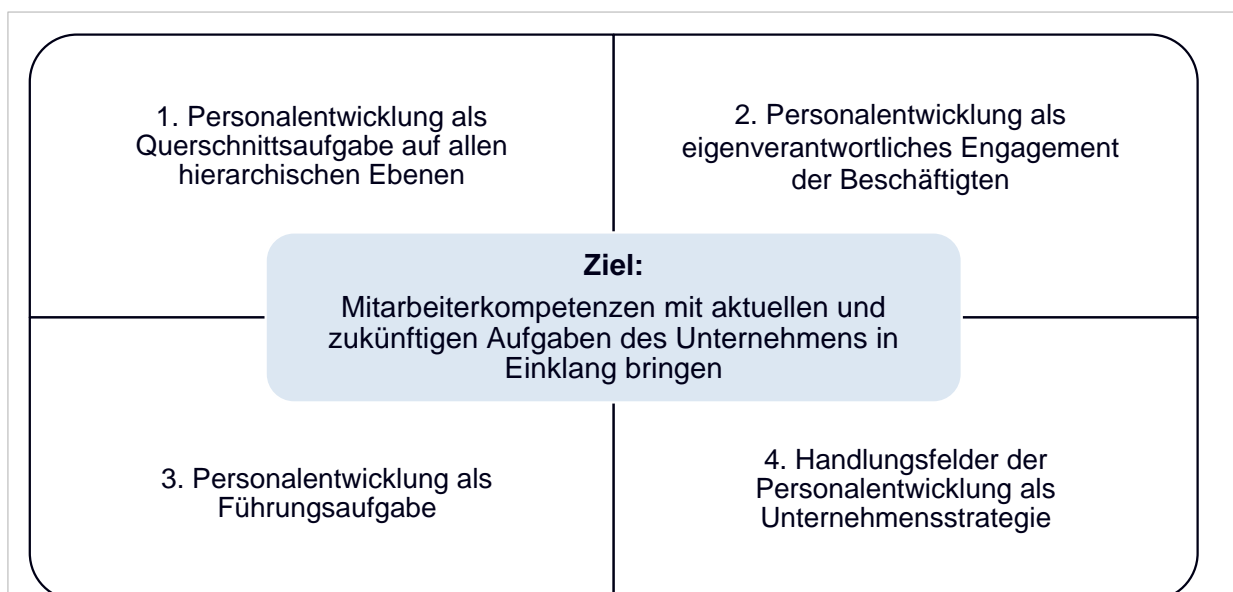 1. Personalentwicklung als
Querschnittsaufgabe auf allen
hierarchischen Ebenen
2. Personalentwicklung als
eigenverantwortliches Engagement
der Beschäftigten
Ziel:
Mitarbeiterkompetenzen mit aktuellen und
zukünftigen Aufgaben des Unternehmens in
Einklang bringen
3. Personalentwicklung als
Führungsaufgabe
4. Handlungsfelder der
Personalentwicklung als
Unternehmensstrategie